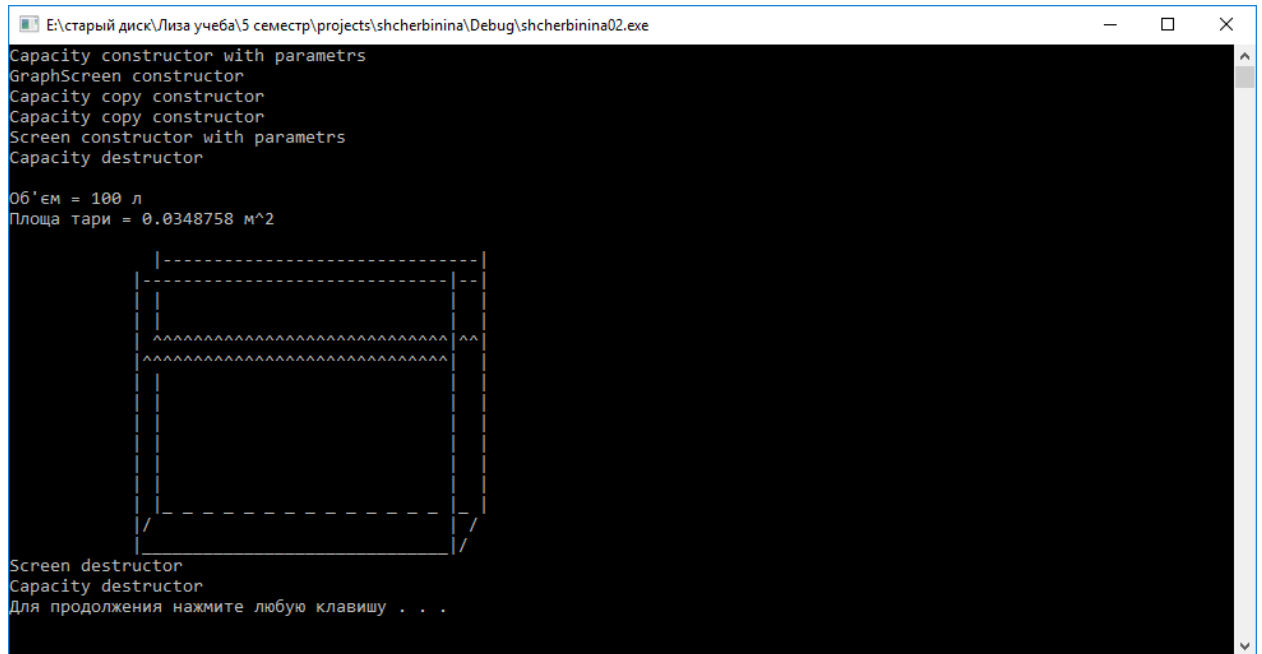 E:\старый диск\Лиза учеба\5 семестр\projects\shcherbinina\Debug\shcherbinina02.exe
Capacity constructor with parametrs
GraphScreen constructor
Capacity copy constructor
Capacity copy constructor
Screen constructor with parametrs
Capacity destructor
Об'єм = 100 л
Площа тари = 0.0348758 м^2
Screen destructor
Capacity destructor
Для продолжения нажмите любую клавишу . . .